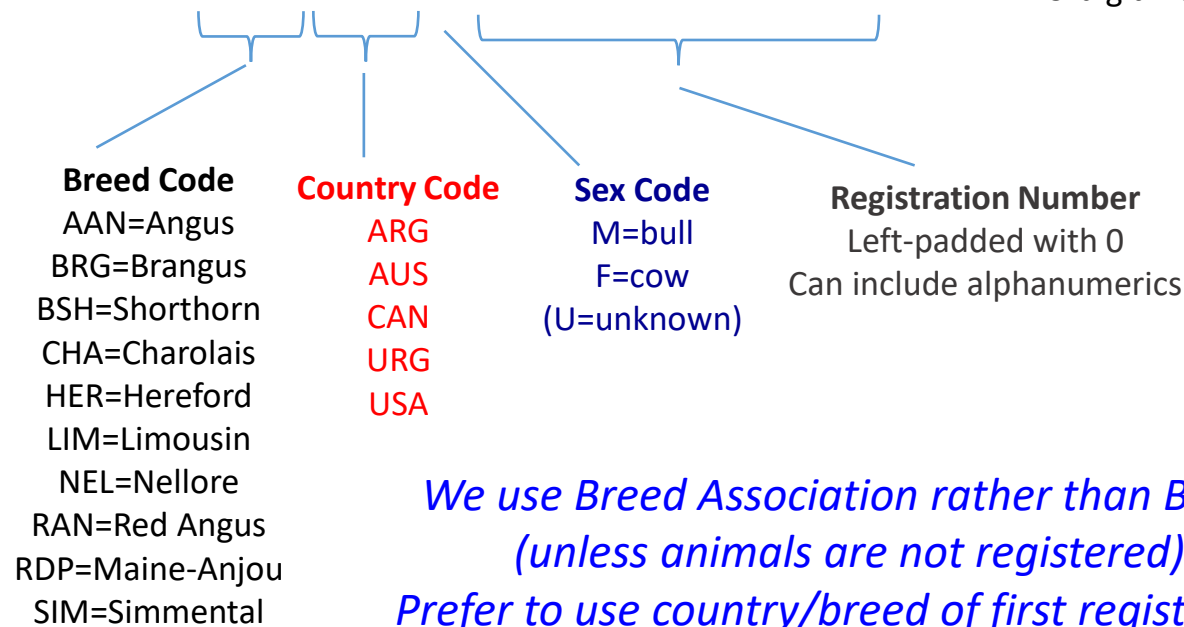 Breed Code
AAN=Angus
BRG=Brangus
BSH=Shorthorn
CHA=Charolais
HER=Hereford
LIM=Limousin
NEL=Nellore
RAN=Red Angus
RDP=Maine-Anjou
SIM=Simmental
Country Code
ARG
AUS
CAN
URG
USA
Sex Code
M=bull
F=cow
(U=unknown)
Registration Number
Left-padded with 0
Can include alphanumerics
We use Breed Association rather than B
(unless animals are not registered)
Prefer to use country/breed of first regist